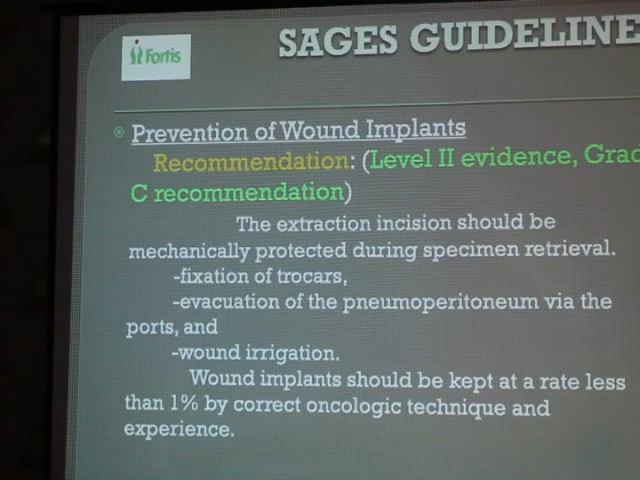 Fortis
SAGES GUIDELINE
Prevention of Wound Implants
Recommendation: (Level II evidence, Grad
C recommendation)
The extraction incision should be
mechanically protected during specimen retrieval.
-fixation of trocars,
-evacuation of the pneumoperitoneum via the
ports, and
-wound irrigation.
Wound implants should be kept at a rate less
than 1% by correct oncologic technique and
experience.